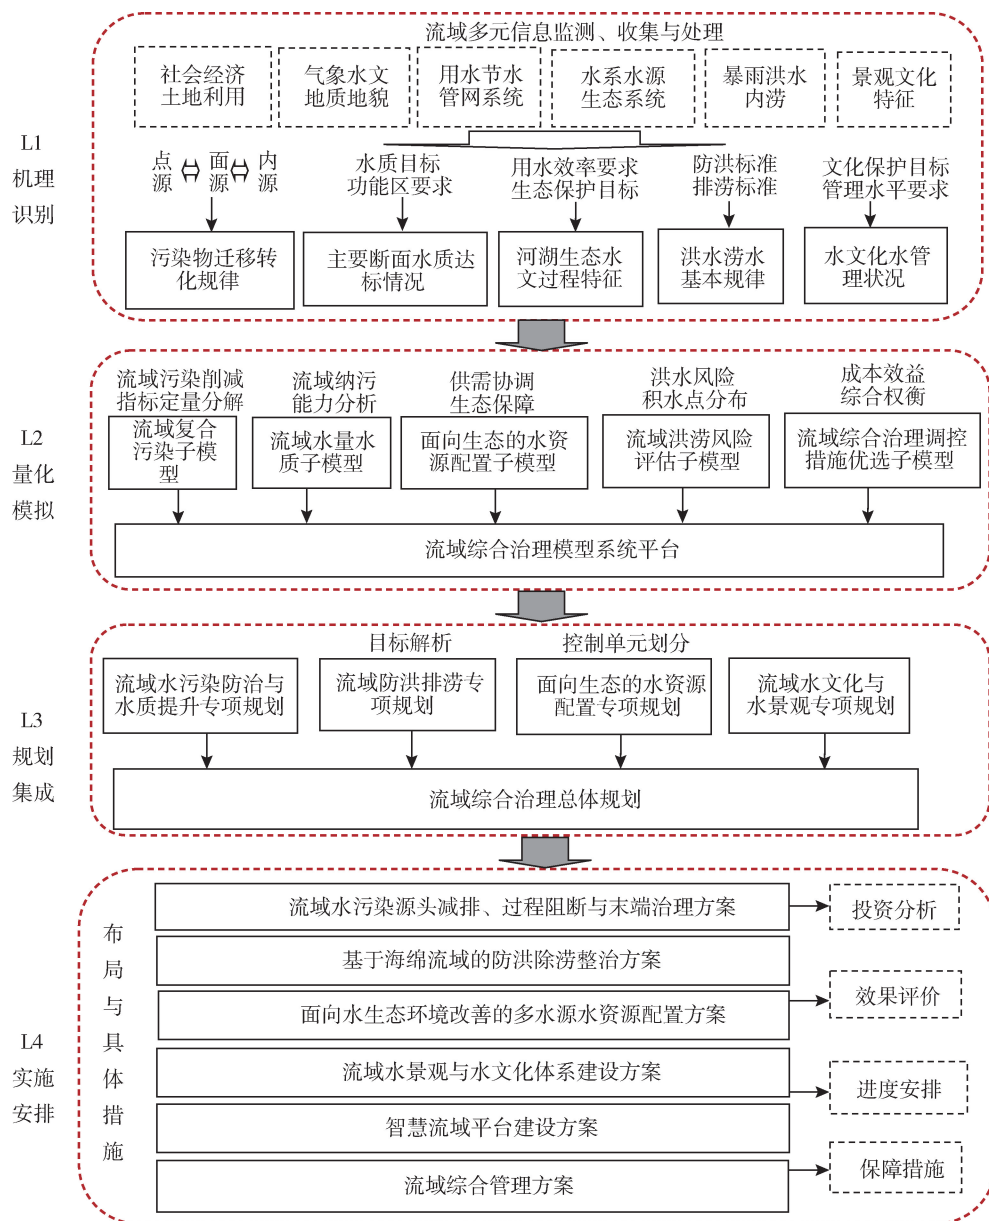 流域多元信息监测、收集与处理
社会经济
土地利用
气象水文
地质地貌
用水节水
管网系统
水系水源
生态系统
暴雨洪水
内涝
景观文化
特征
L1
机理
识别
点
源
面
源
内
源
水质目标
功能区要求
用水效率要求
生态保护目标
防洪标准
排涝标准
文化保护目标
管理水平要求
污染物迁移转
化规律
主要断面水质达
标情况
河湖生态水
文过程特征
洪水涝水
基本规律
水文化水管
理状况
L2
量化
模拟
流域污染削减
指标定量分解
流域纳污
能力分析
供需协调
生态保障
洪水风险
积水点分布
成本效益
综合权衡
流域复合
污染子模
型
流域水量水
质子模型
面向生态的水资
源配置子模型
流域洪涝风险
评估子模型
流域综合治理调控
措施优选子模型
流域综合治理模型系统平台
L3
规划
集成
目标解析
控制单元划分
流域水污染防治与
水质提升专项规划
流域防洪排涝专
项规划
面向生态的水资源
配置专项规划
流域水文化与
水景观专项规划
流域综合治理总体规划
L4
实施
安排
布
局
与
具
体
措
施
流域水污染源头减排、过程阻断与末端治理方案
基于海绵流域的防洪除涝整治方案
面向水生态环境改善的多水源水资源配置方案
流域水景观与水文化体系建设方案
智慧流域平台建设方案
流域综合管理方案
投资分析
效果评价
进度安排
保障措施